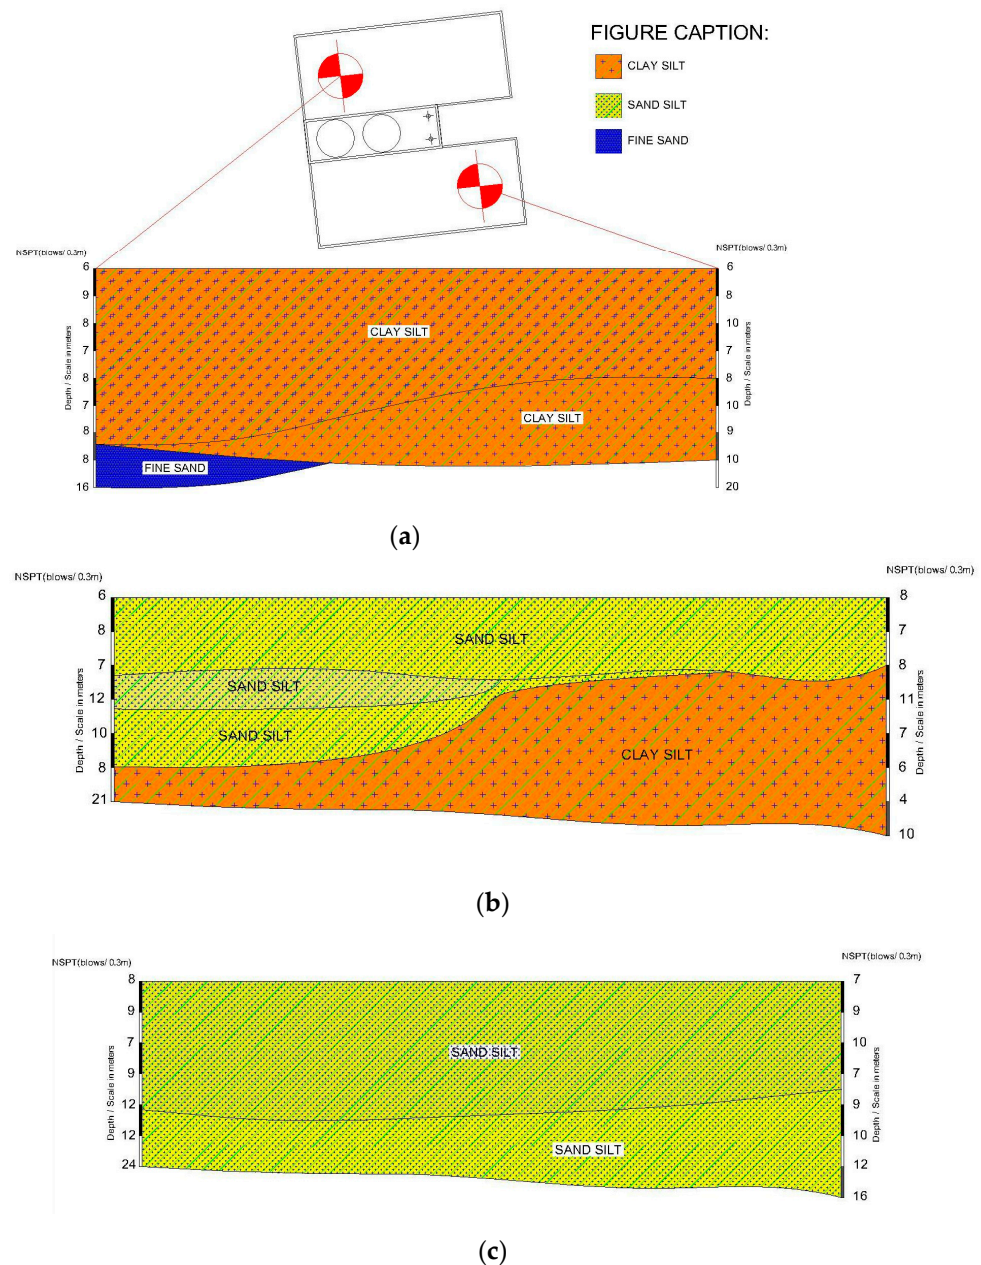 FIGURE CAPTION:
CLAY SILT
SAND SILT
FINE SAND
NSPT(blows/ 0.3m)
NSPT(blows/ 0.3m)
6
9
8
7
8
7
8
8
16
Depth / Scale in meters
CLAY SILT
CLAY SILT
FINE SAND
6
8
10
7
8
10
9
10
20
Depth / Scale in meters
(a)
NSPT(blows/ 0.3m)
NSPT(blows/ 0.3m)
6
8
7
12
10
8
21
Depth / Scale in meters
SAND SILT
SAND SILT
SAND SILT
CLAY SILT
8
7
8
11
7
6
4
10
Depth / Scale in meters
(b)
NSPT(blows/ 0.3m)
NSPT(blows/ 0.3m)
8
9
7
9
12
12
24
Depth / Scale in meters
SAND SILT
SAND SILT
7
9
10
7
9
10
12
16
Depth / Scale in meters
(c)